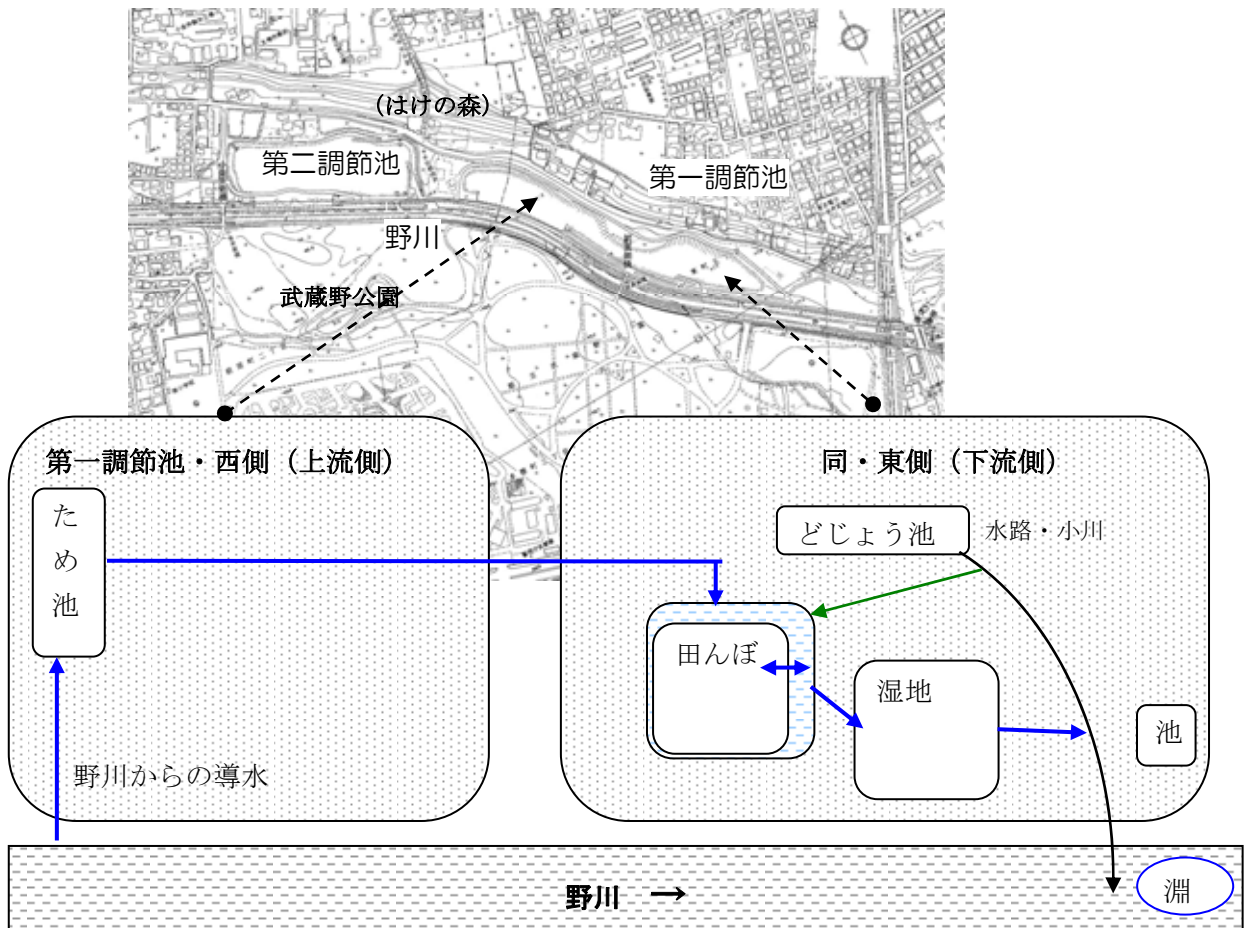 (はけの森)
第二調節池
第一調節池
野川
武蔵野公園
第一調節池・西側(上流側)
同・東側(下流側)
ため池
どじょう池
水路・小川
田んぼ
湿地
池
野川からの導水
野川 →
淵